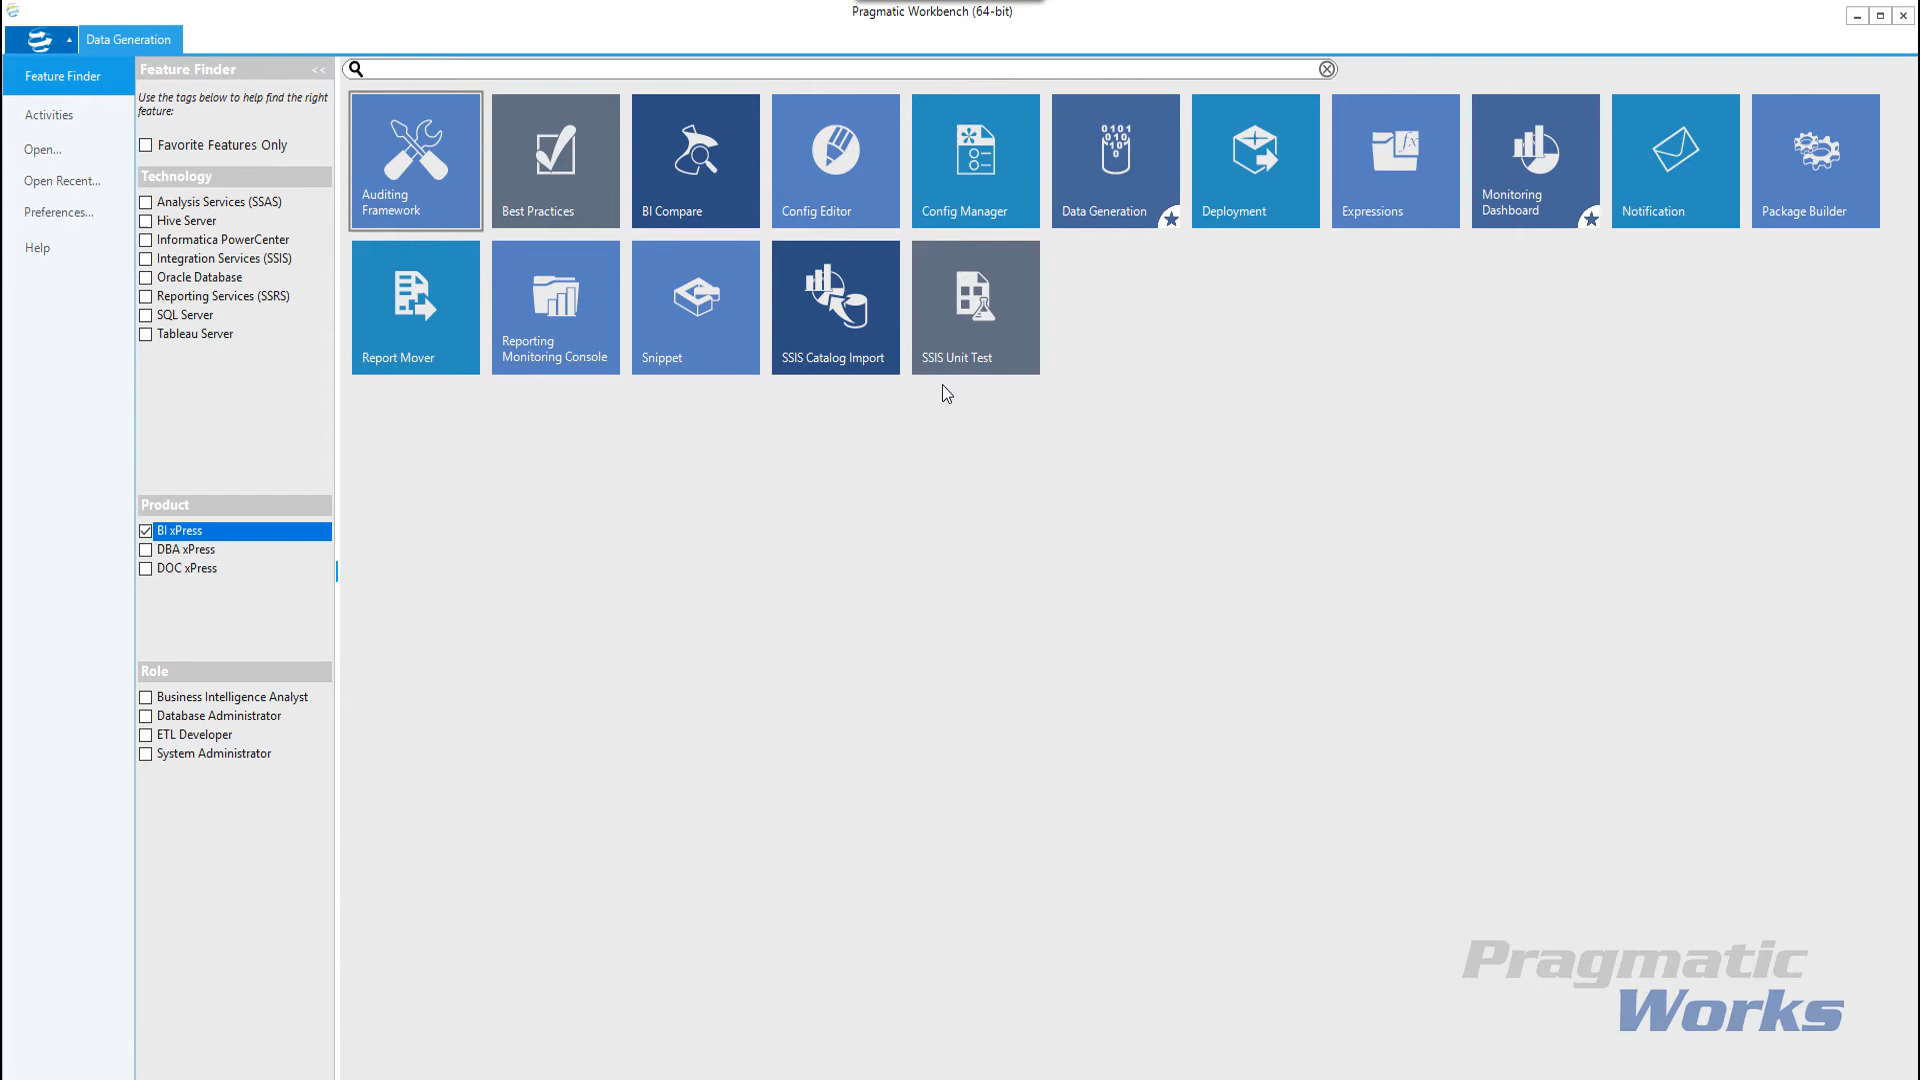 Pragmatic Workbench (64-bit)
Data Generation
Feature Finder
Activities
Open...
Open Recent...
Preferences...
Help
Feature Finder
<<
Use the tags below to help find the right
feature:
Favorite Features Only
Technology
Analysis Services (SSAS)
Hive Server
Informatica PowerCenter
Integration Services (SSIS)
Oracle Database
Reporting Services (SSRS)
SQL Server
Tableau Server
Product
BI xPress
DBA xPress
DOC xPress
Role
Business Intelligence Analyst
Database Administrator
ETL Developer
System Administrator
Auditing
Framework
Best Practices
BI Compare
Config Editor
Config Manager
0101
010
10
0
Data Generation
Deployment
fx
Expressions
Monitoring
Dashboard
Notification
Package Builder
Report Mover
Reporting
Monitoring Console
Snippet
SSIS Catalog Import
SSIS Unit Test
Pragmatic
Works